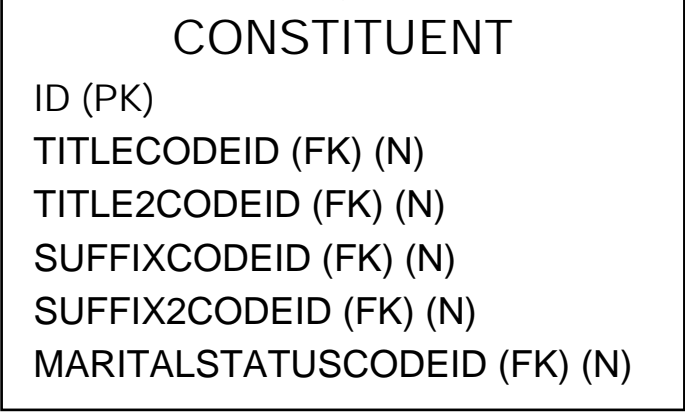 CONSTITUENT
ID (PK)
TITLECODEID (FK) (N)
TITLE2CODEID (FK) (N)
SUFFIXCODEID (FK) (N)
SUFFIX2CODEID (FK) (N)
MARITALSTATUSCODEID (FK) (N)